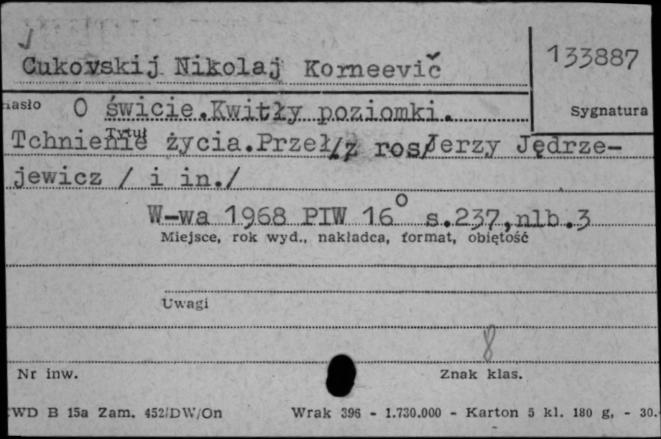 Cukovskij Nikolaj Korneevič
133887
Hasło O świcie.Kwitły poziomki.
Sygnatura
Tytuł
Tchnienie życia.Przeł/z ros/Jerzy Jędrze-
jewicz / i in./
W-wa 1968 PIW 16° s.237,nlb.3
Miejsce, rok wyd., nakładca, format, objętość
Uwagi
8
Nr inw.
Znak klas.
WD B 15a Zam. 452/DW/On Wrak 396 - 1.730.000 - Karton 5 kl. 180 g. - 30.